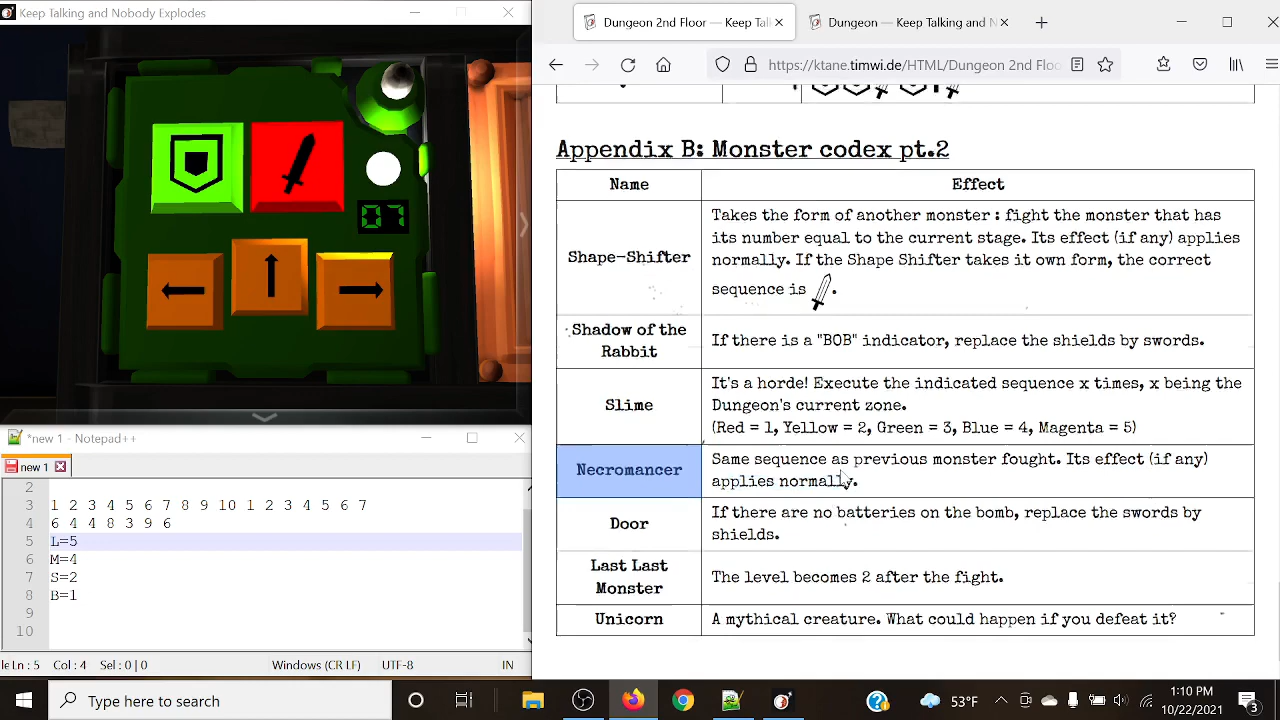 Keep Talking and Nobody Explodes
07
*new 1 - Notepad++
new 1
2
3 1 2 3 4 5 6 7 8 9 10 1 2 3 4 5 6 7
4 6 4 4 8 3 9 6
5 L=5
6 M=4
7 S=2
8 B=1
9
10
le Ln : 5 Col : 4 Sel : 0 | 0 Windows (CR LF) UTF-8 IN
Dungeon 2nd Floor — Keep Talki
Dungeon — Keep Talking and N
https://ktane.timwi.de/HTML/Dungeon 2nd Floo
Appendix B: Monster codex pt.2
Name Effect
Shape-Shifter
Takes the form of another monster : fight the monster that has
its number equal to the current stage. Its effect (if any) applies
normally. If the Shape Shifter takes it own form, the correct
sequence is .
Shadow of the
Rabbit
If there is a "BOB" indicator, replace the shields by swords.
Slime
It's a horde! Execute the indicated sequence x times, x being the
Dungeon's current zone.
(Red = 1, Yellow = 2, Green = 3, Blue = 4, Magenta = 5)
Necromancer
Same sequence as previous monster fought. Its effect (if any)
applies normally.
Door
If there are no batteries on the bomb, replace the swords by
shields.
Last Last
Monster
The level becomes 2 after the fight.
Unicorn
A mythical creature. What could happen if you defeat it?
Type here to search
53°F
1:10 PM
10/22/2021
3